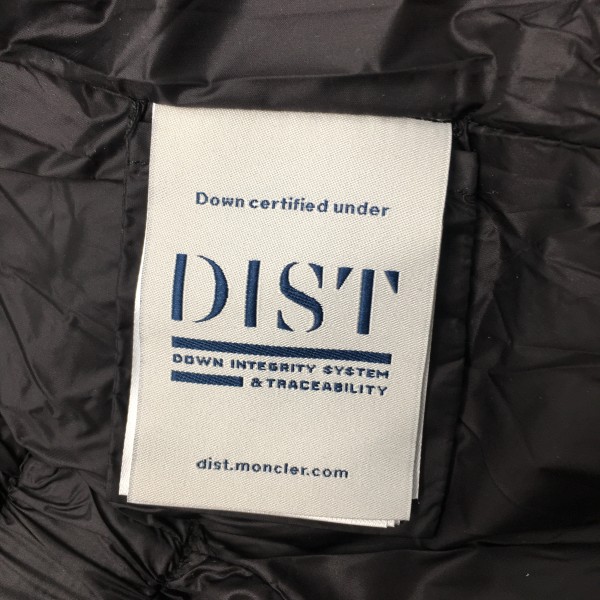 Down certified under
DIST
DOWN INTEGRITY SYSTEM
& TRACEABILITY
dist.moncler.com